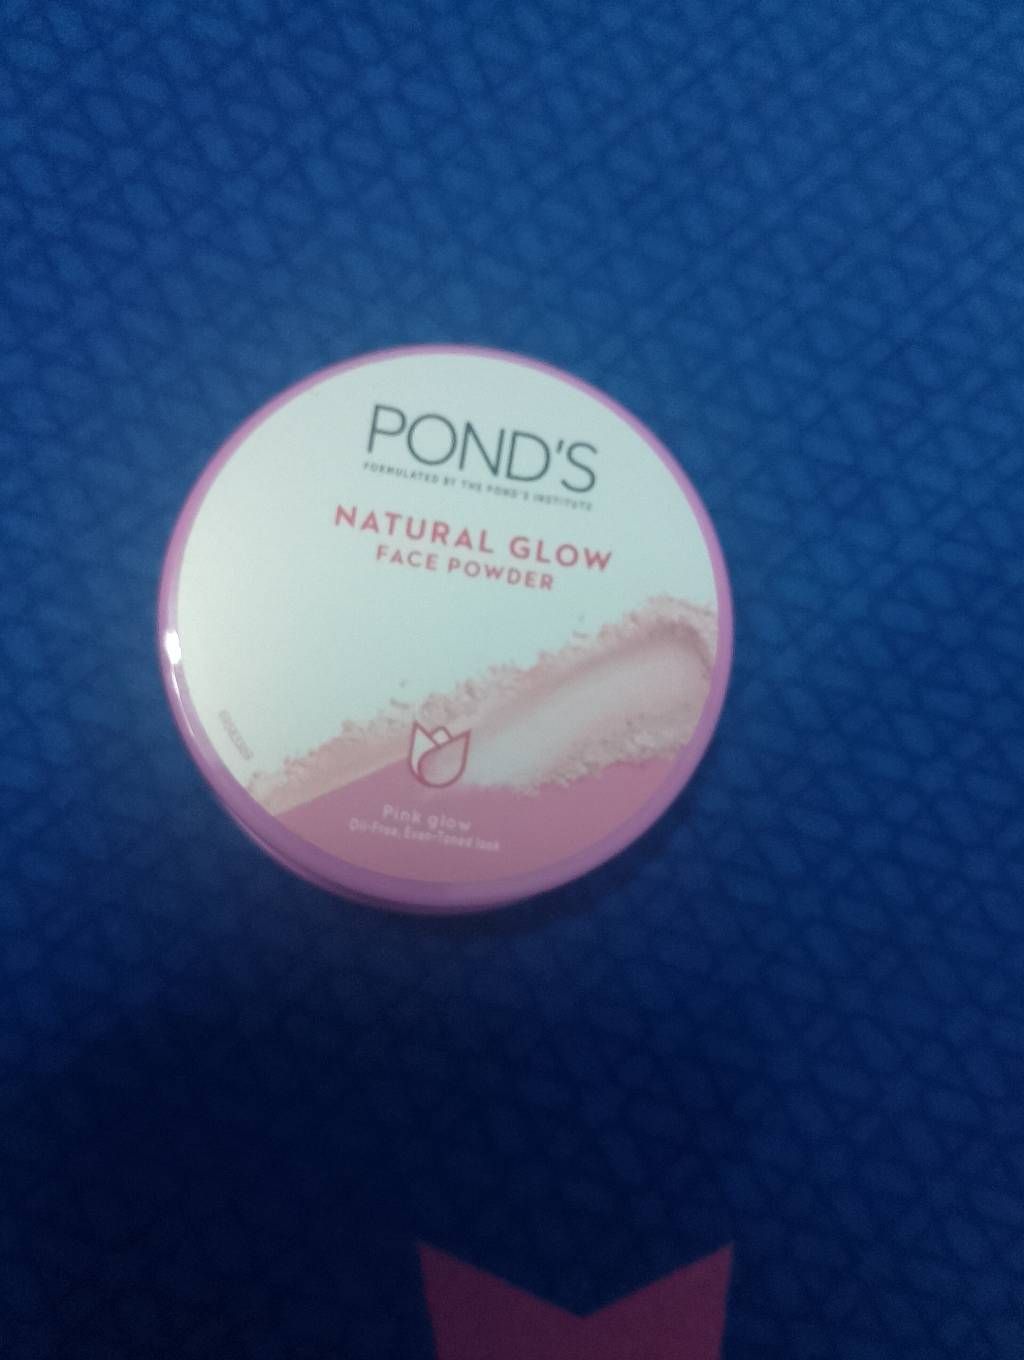 POND'S
FORMULATED BY THE POND'S INSTITUTE
NATURAL GLOW
FACE POWDER
Pink glow
Oil-Free, Even-Toned look